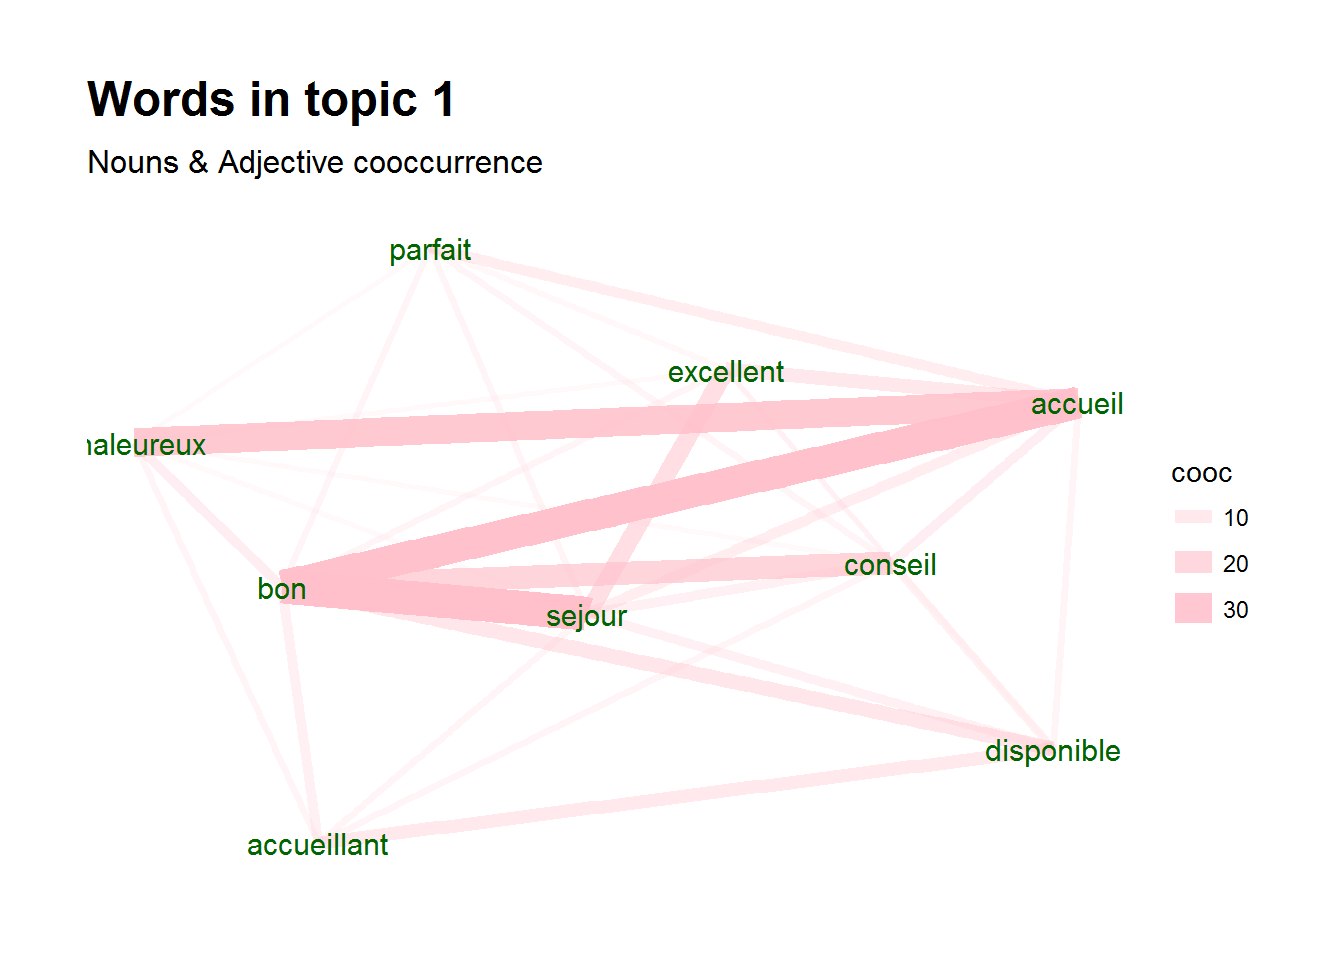 Words in topic 1
Nouns & Adjective cooccurrence
parfait
excellent
accueil
haleureux
cooc
10
20
30
bon
conseil
sejour
disponible
accueillant